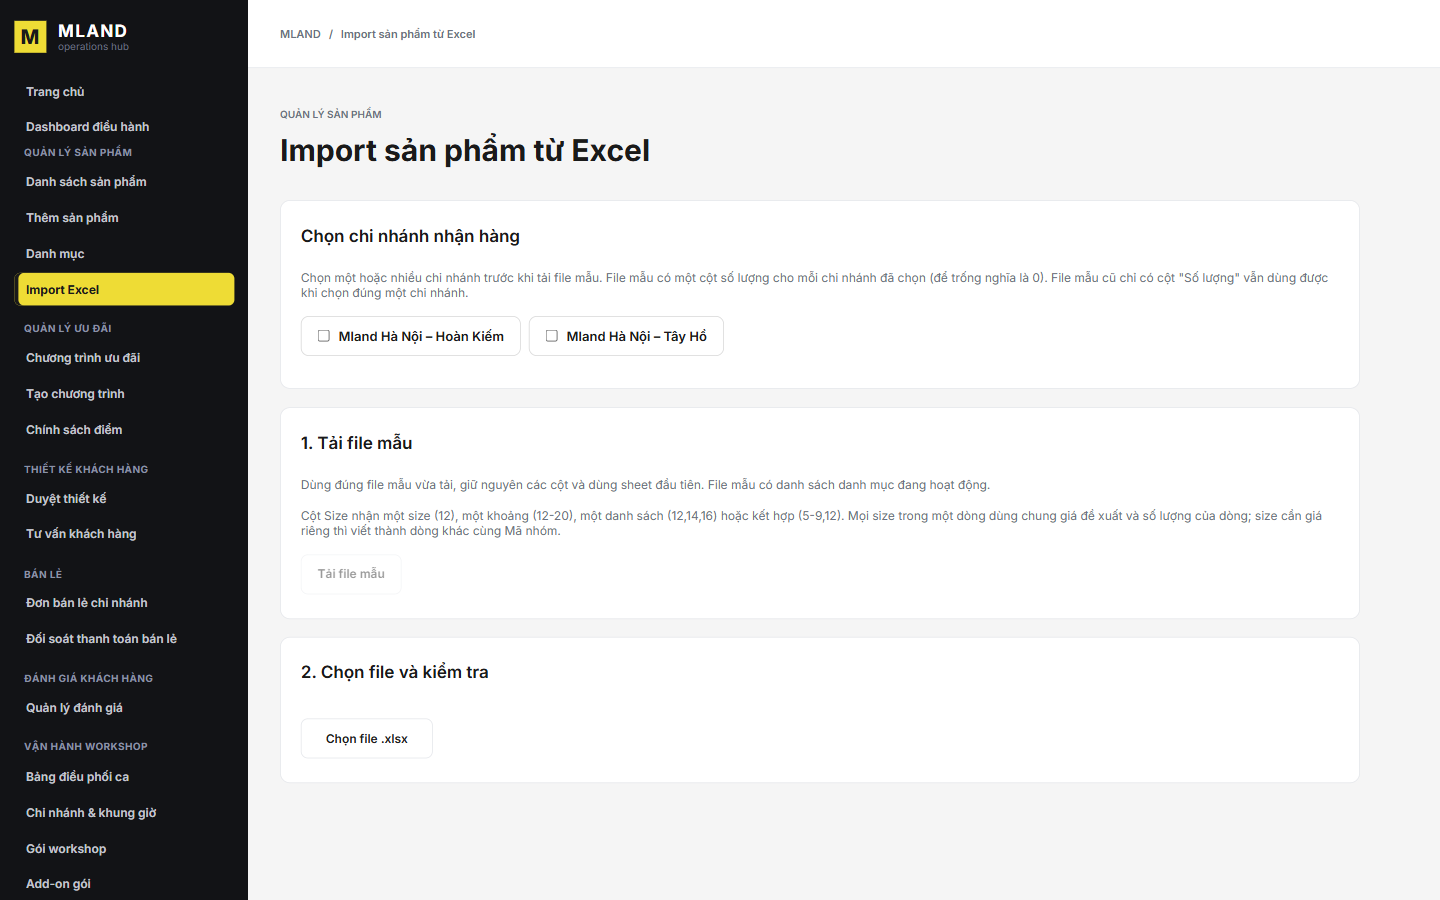 M
MLAND
operations hub
Trang chủ
Dashboard điều hành
QUẢN LÝ SẢN PHẨM
Danh sách sản phẩm
Thêm sản phẩm
Danh mục
Import Excel
QUẢN LÝ ƯU ĐÃI
Chương trình ưu đãi
Tạo chương trình
Chính sách điểm
THIẾT KẾ KHÁCH HÀNG
Duyệt thiết kế
Tư vấn khách hàng
BÁN LẺ
Đơn bán lẻ chi nhánh
Đối soát thanh toán bán lẻ
ĐÁNH GIÁ KHÁCH HÀNG
Quản lý đánh giá
VẬN HÀNH WORKSHOP
Bảng điều phối ca
Chi nhánh & khung giờ
Gói workshop
Add-on gói
MLAND / Import sản phẩm từ Excel
QUẢN LÝ SẢN PHẨM
Import sản phẩm từ Excel
Chọn chi nhánh nhận hàng
Chọn một hoặc nhiều chi nhánh trước khi tải file mẫu. File mẫu có một cột số lượng cho mỗi chi nhánh đã chọn (để trống nghĩa là 0). File mẫu cũ chỉ có cột "Số lượng" vẫn dùng được
khi chọn đúng một chi nhánh.
Mland Hà Nội – Hoàn Kiếm
Mland Hà Nội – Tây Hồ
1. Tải file mẫu
Dùng đúng file mẫu vừa tải, giữ nguyên các cột và dùng sheet đầu tiên. File mẫu có danh sách danh mục đang hoạt động.
Cột Size nhận một size (12), một khoảng (12-20), một danh sách (12,14,16) hoặc kết hợp (5-9,12). Mọi size trong một dòng dùng chung giá đề xuất và số lượng của dòng; size cần giá
riêng thì viết thành dòng khác cùng Mã nhóm.
Tải file mẫu
2. Chọn file và kiểm tra
Chọn file .xlsx